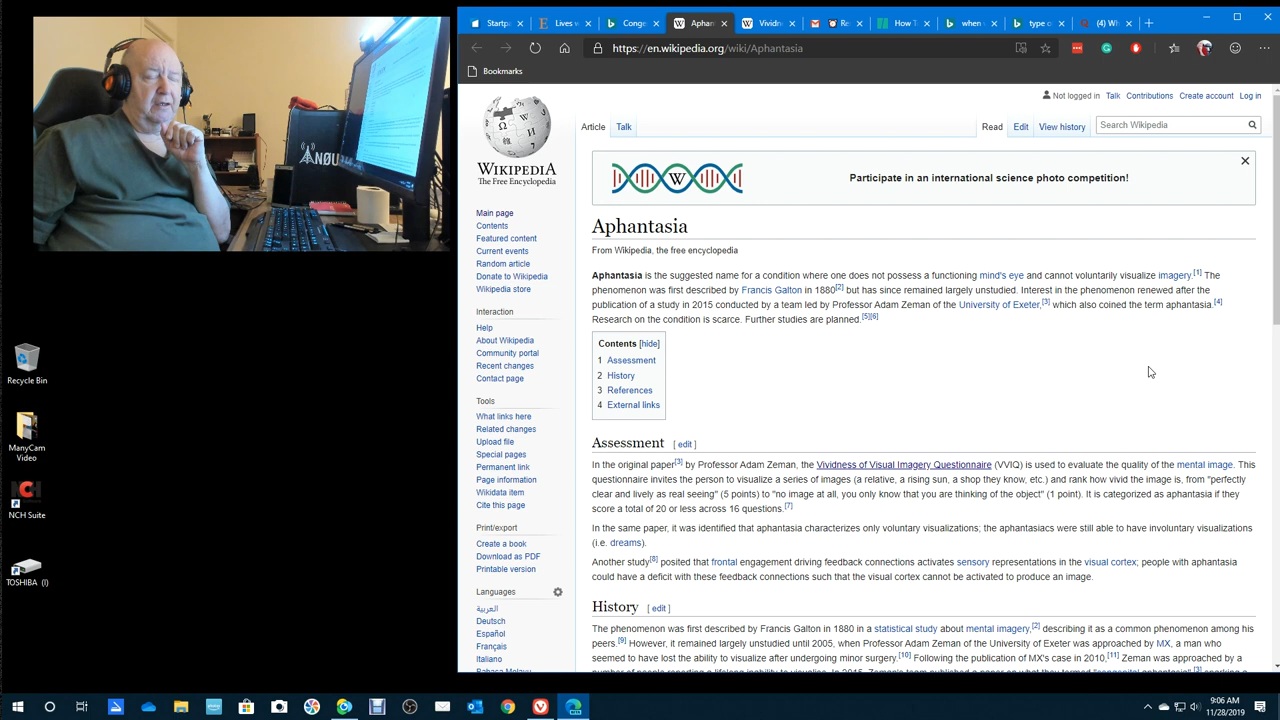 Startpa
Lives w
Conge
Aphant
Vividne
Re
How T
when
type o
(4) Wh
https://en.wikipedia.org/wiki/Aphantasia
Bookmarks
Not logged in Talk Contributions Create account Log in
Article Talk Read Edit View history Search Wikipedia
WIKIPEDIA
The Free Encyclopedia
Participate in an international science photo competition!
Main page
Contents
Featured content
Current events
Random article
Donate to Wikipedia
Wikipedia store
Interaction
Help
About Wikipedia
Community portal
Recent changes
Contact page
Tools
What links here
Related changes
Upload file
Special pages
Permanent link
Page information
Wikidata item
Cite this page
Print/export
Create a book
Download as PDF
Printable version
Languages
العربية
Deutsch
Español
Français
Italiano
Bahasa Melayu
Aphantasia
From Wikipedia, the free encyclopedia
Aphantasia is the suggested name for a condition where one does not possess a functioning mind's eye and cannot voluntarily visualize imagery.[1] The
phenomenon was first described by Francis Galton in 1880[2] but has since remained largely unstudied. Interest in the phenomenon renewed after the
publication of a study in 2015 conducted by a team led by Professor Adam Zeman of the University of Exeter,[3] which also coined the term aphantasia.[4]
Research on the condition is scarce. Further studies are planned.[5][6]
Contents [hide]
1 Assessment
2 History
3 References
4 External links
Assessment [ edit ]
In the original paper[3] by Professor Adam Zeman, the Vividness of Visual Imagery Questionnaire (VVIQ) is used to evaluate the quality of the mental image. This
questionnaire invites the person to visualize a series of images (a relative, a rising sun, a shop they know, etc.) and rank how vivid the image is, from "perfectly
clear and lively as real seeing" (5 points) to "no image at all, you only know that you are thinking of the object" (1 point). It is categorized as aphantasia if they
score a total of 20 or less across 16 questions.[7]
In the same paper, it was identified that aphantasia characterizes only voluntary visualizations; the aphantasiacs were still able to have involuntary visualizations
(i.e. dreams).
Another study[8] posited that frontal engagement driving feedback connections activates sensory representations in the visual cortex; people with aphantasia
could have a deficit with these feedback connections such that the visual cortex cannot be activated to produce an image.
History [ edit ]
The phenomenon was first described by Francis Galton in 1880 in a statistical study about mental imagery,[2] describing it as a common phenomenon among his
peers.[9] However, it remained largely unstudied until 2005, when Professor Adam Zeman of the University of Exeter was approached by MX, a man who
seemed to have lost the ability to visualize after undergoing minor surgery.[10] Following the publication of MX's case in 2010,[11] Zeman was approached by a
Recycle Bin
ManyCam
Video
NCH Suite
TOSHIBA (I)
9:06 AM
11/28/2019